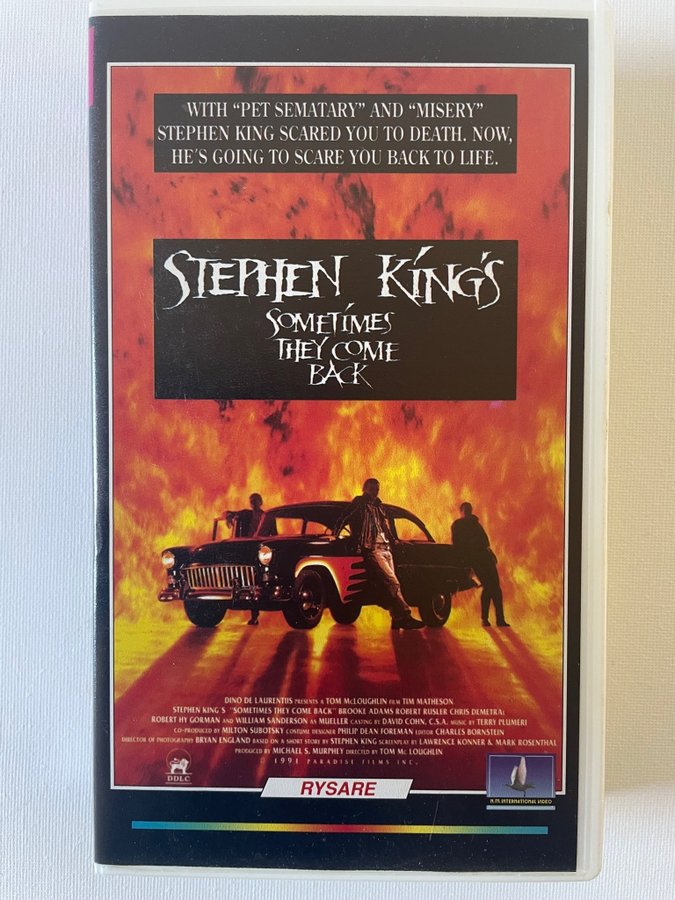 WITH “PET SEMATARY” AND “MISERY”
STEPHEN KING SCARED YOU TO DEATH. NOW,
HE'S GOING TO SCARE YOU BACK TO LIFE.
STEPHEN KING'S
SOMETIMES
THEY COME
BACK
DINO DE LAURENTIIS PRESENTS A TOM McLOUGHLIN FILM TIM MATHESON
STEPHEN KING'S "SOMETIMES THEY COME BACK" BROOKE ADAMS ROBERT RUSLER CHRIS DEMETRAL
ROBERT HY GORMAN AND WILLIAM SANDERSON AS MUELLER CASTING BY DAVID COHN, C.S.A. MUSIC BY TERRY PLUMERI
CO-PRODUCED BY MILTON SUBOTSKY COSTUME DESIGNER PHILIP DEAN FOREMAN EDITOR CHARLES BORNSTEIN
DIRECTOR OF PHOTOGRAPHY BRYAN ENGLAND BASED ON A SHORT STORY BY STEPHEN KING SCREENPLAY BY LAWRENCE KONNER & MARK ROSENTHAL
PRODUCED BY MICHAEL S. MURPHEY DIRECTED BY TOM Mc LOUGHLIN
© 1991 PARADISE FILMS INC.
DDLC
RYSARE
N.M. INTERNATIONAL VIDEO